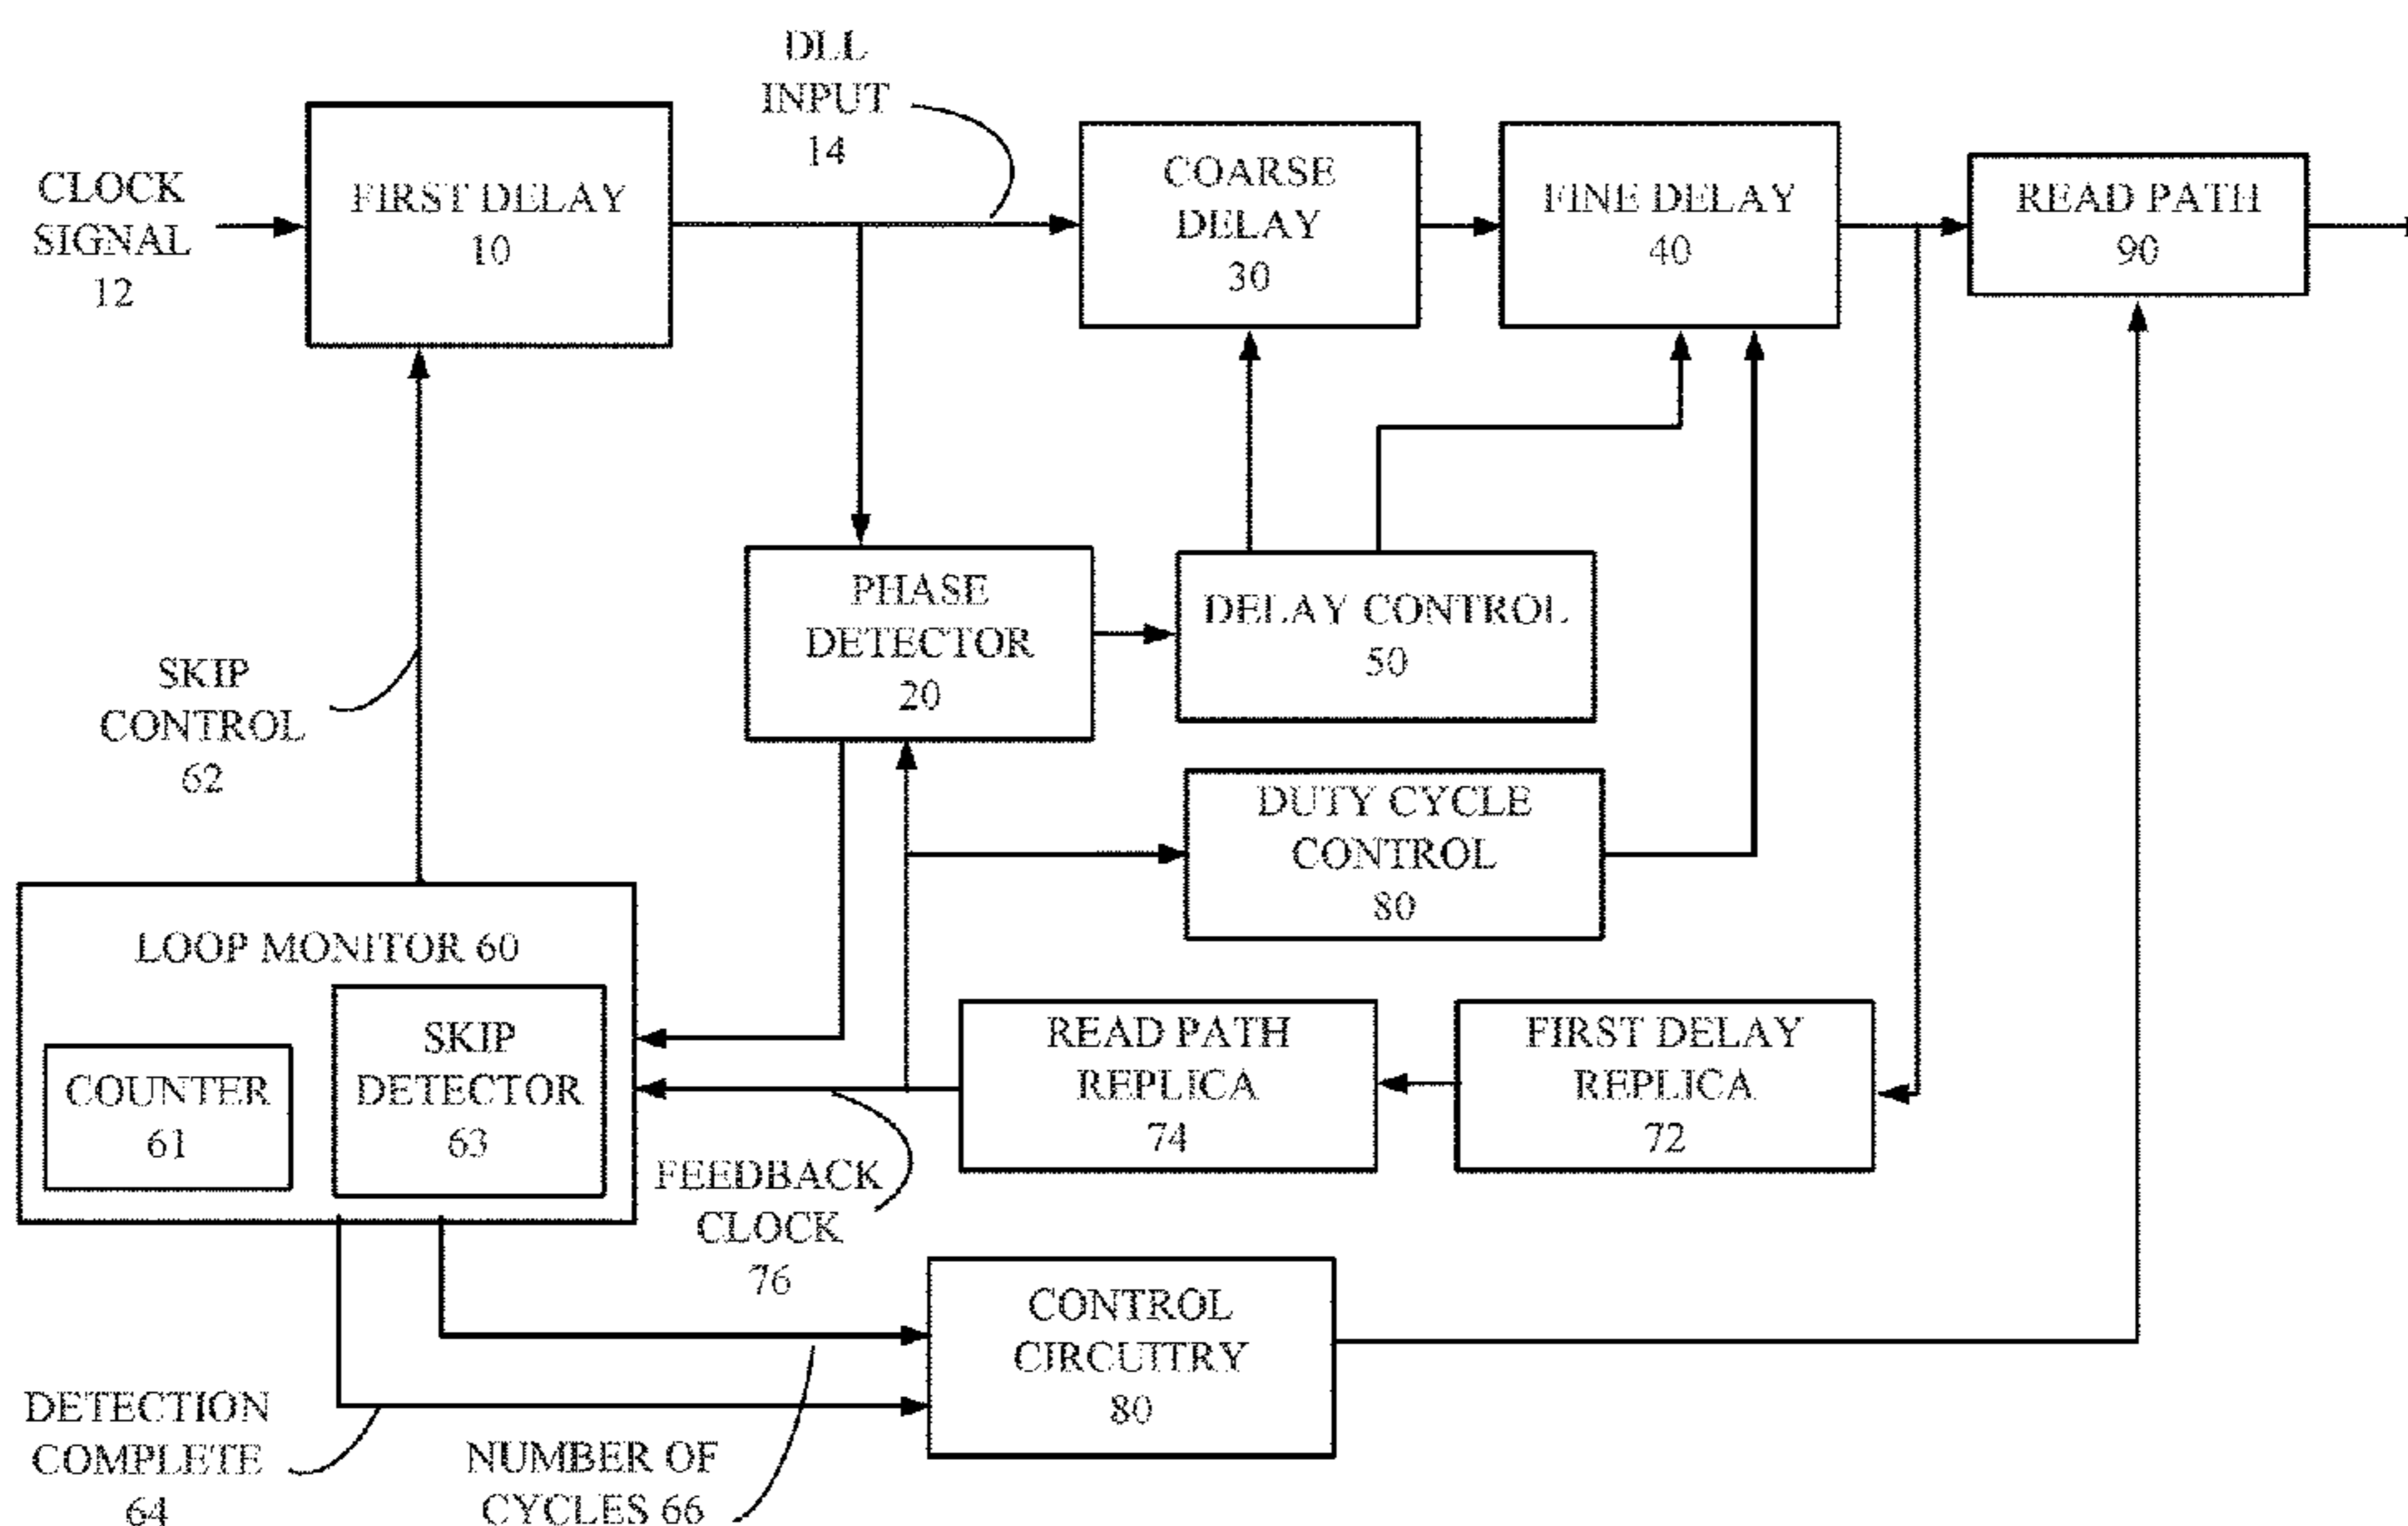 DLL
INPUT
14
CLOCK
SIGNAL
12
FIRST DELAY
10
COARSE
DELAY
30
FINE DELAY
40
READ PATH
90
PHASE
DETECTOR
20
DELAY CONTROL
50
SKIP
CONTROL
62
DUTY CYCLE
CONTROL
80
LOOP MONITOR 60
COUNTER
61
SKIP
DETECTOR
63
READ PATH
REPLICA
74
FIRST DELAY
REPLICA
72
FEEDBACK
CLOCK
76
CONTROL
CIRCUITRY
80
DETECTION
COMPLETE
64
NUMBER OF
CYCLES 66